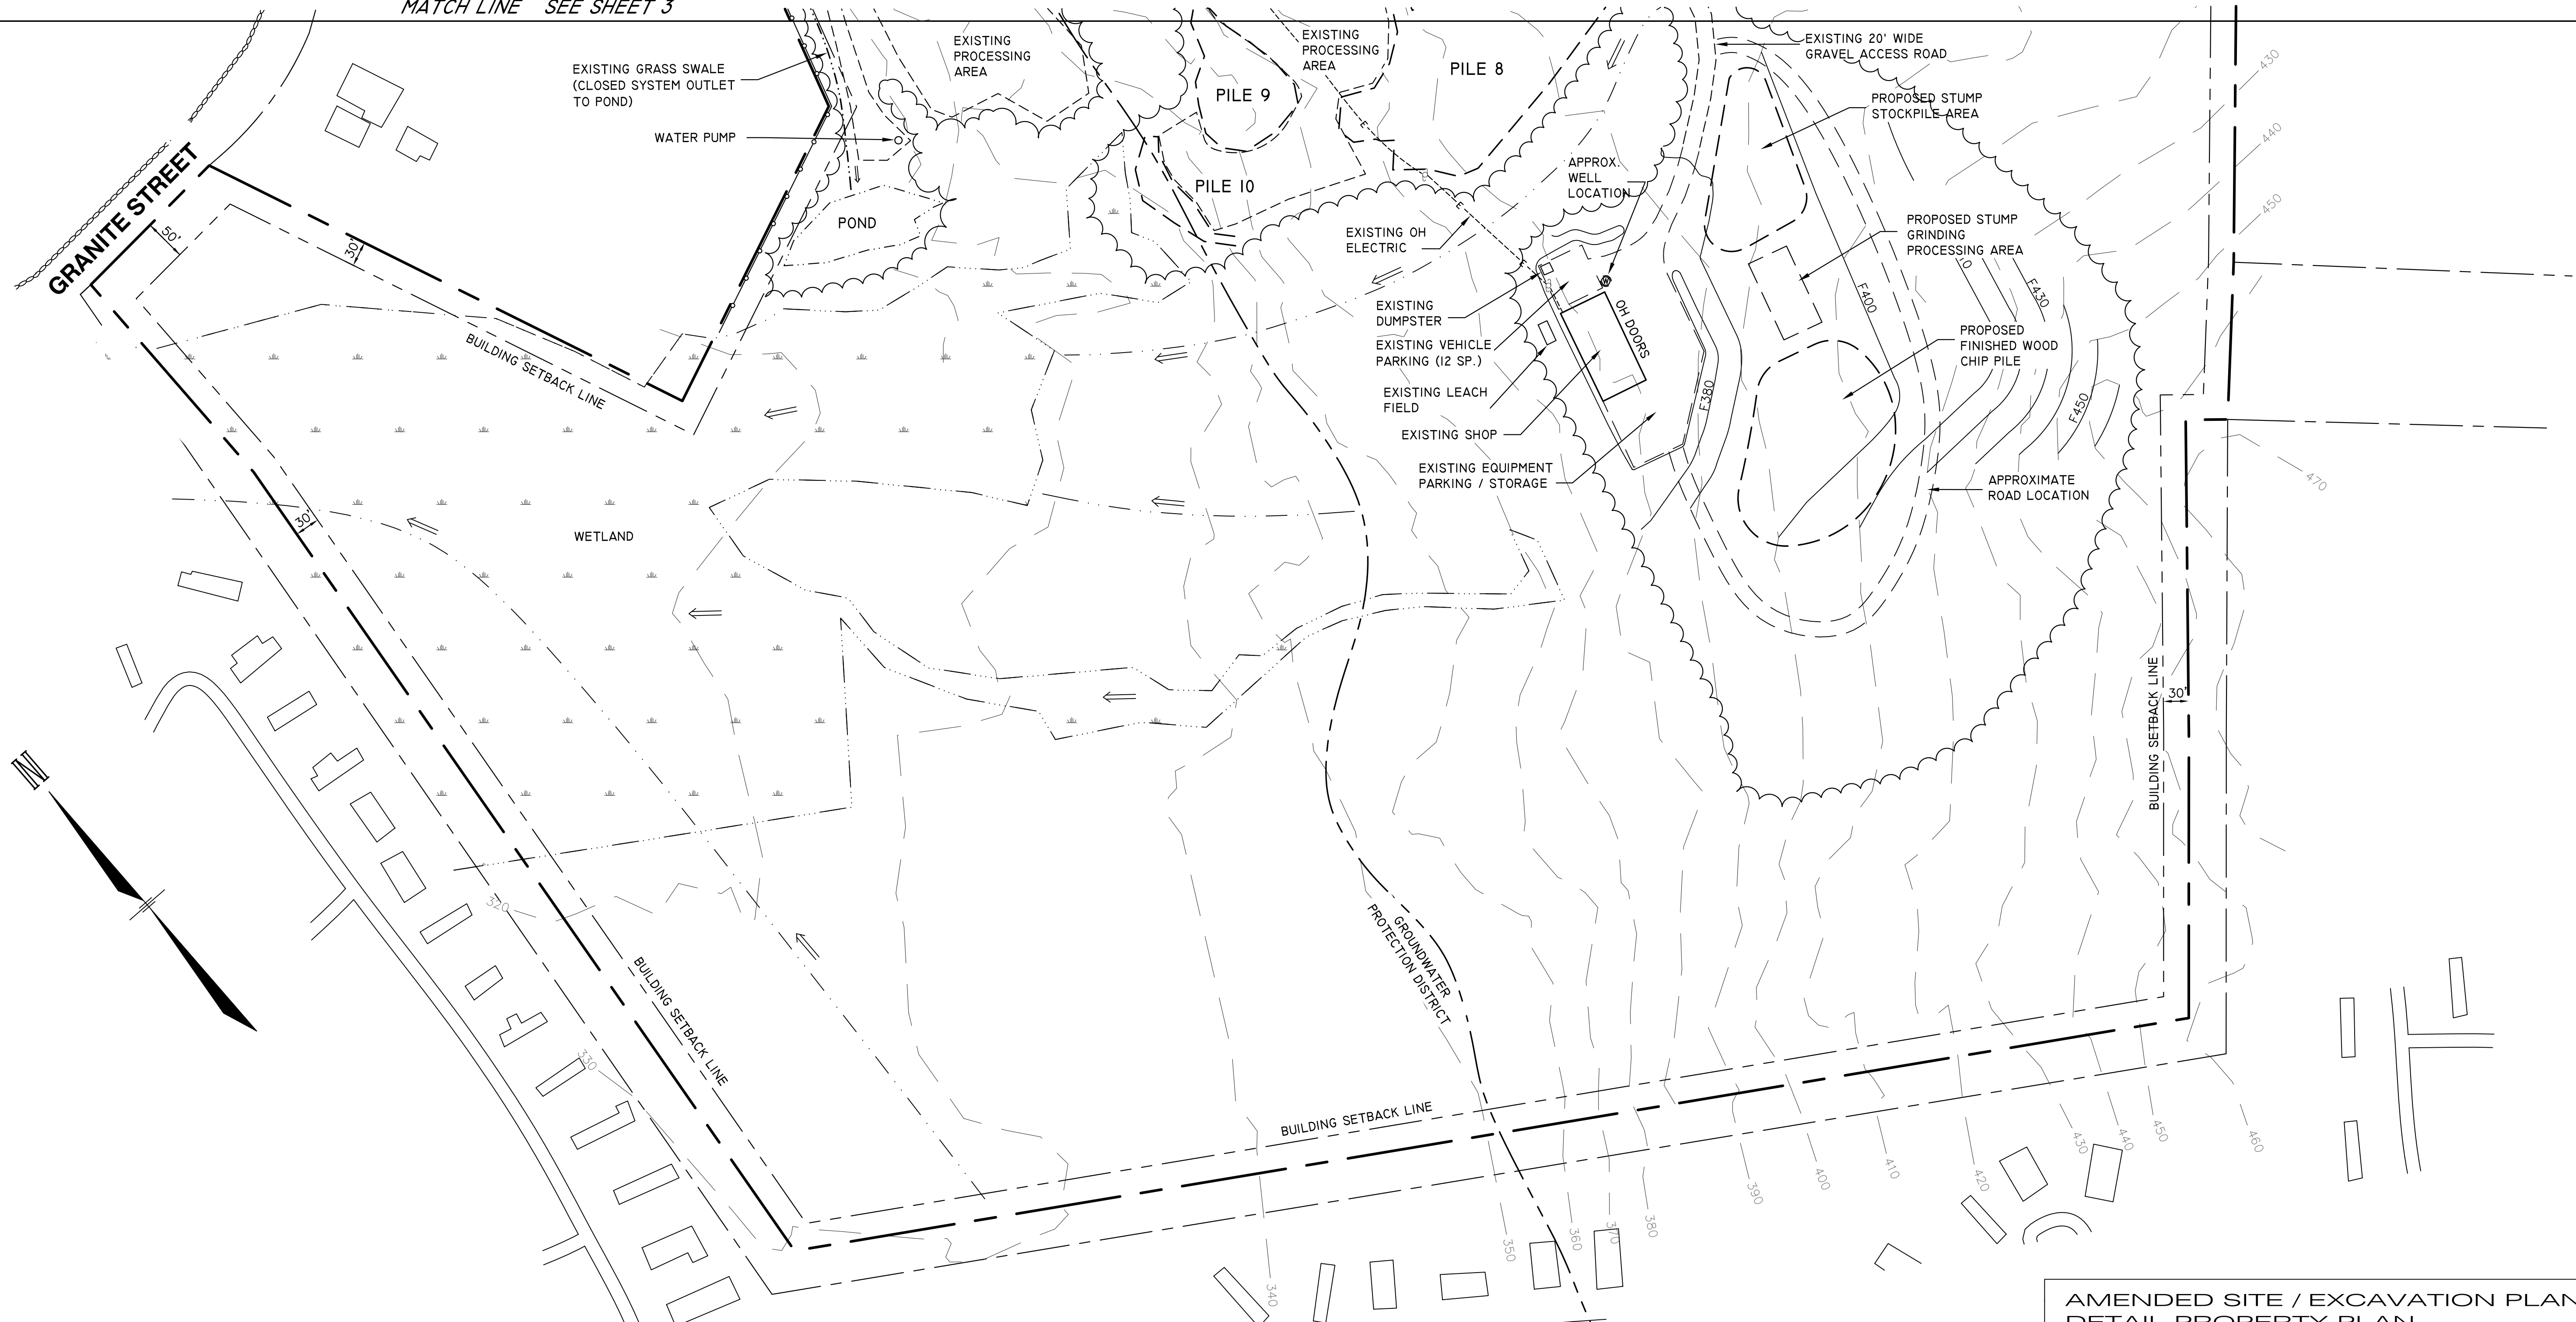 MATCH LINE   SEE SHEET 3
EXISTING GRASS SWALE
(CLOSED SYSTEM OUTLET
TO POND)
WATER PUMP
EXISTING
PROCESSING
AREA
PILE 9
PILE 10
POND
EXISTING
PROCESSING
AREA
PILE 8
EXISTING 20' WIDE
GRAVEL ACCESS ROAD
PROPOSED STUMP
STOCKPILE AREA
APPROX.
WELL
LOCATION
EXISTING OH
ELECTRIC
PROPOSED STUMP
GRINDING
PROCESSING AREA
GRANITE STREET
50'
30'
BUILDING SETBACK LINE
EXISTING
DUMPSTER
EXISTING VEHICLE
PARKING (12 SP.)
EXISTING LEACH
FIELD
EXISTING SHOP
EXISTING EQUIPMENT
PARKING / STORAGE
OH DOORS
F380
F400
F430
F450
PROPOSED
FINISHED WOOD
CHIP PILE
APPROXIMATE
ROAD LOCATION
430
440
450
470
WETLAND
30'
N
320
330
BUILDING SETBACK LINE
GROUNDWATER
PROTECTION DISTRICT
BUILDING SETBACK LINE
BUILDING SETBACK LINE
30'
340
350
360
370
380
390
400
410
420
430
440
450
460
AMENDED SITE / EXCAVATION PLAN
DETAIL PROPERTY PLAN